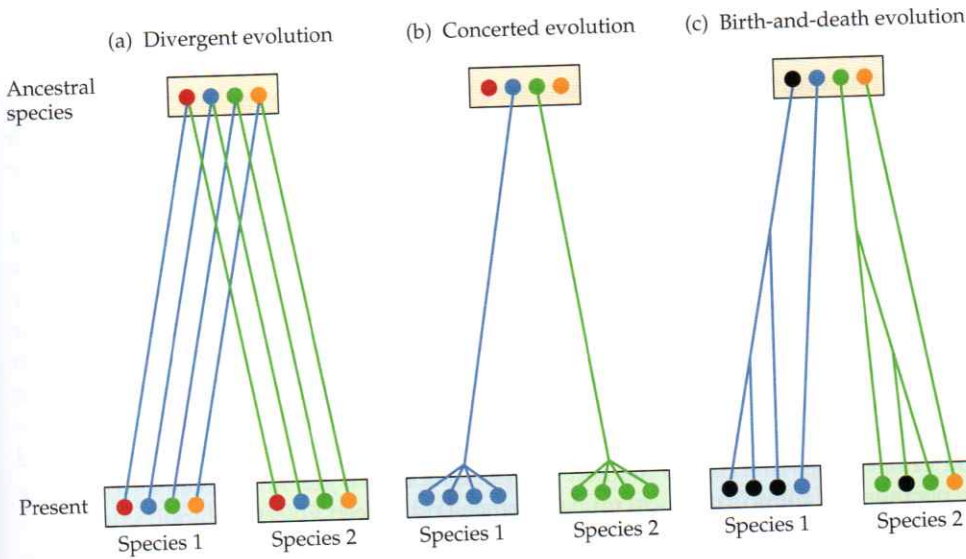 (a) Divergent evolution
(b) Concerted evolution
(c) Birth-and-death evolution
Ancestral
species
Present
Species 1
Species 2
Species 1
Species 2
Species 1
Species 2